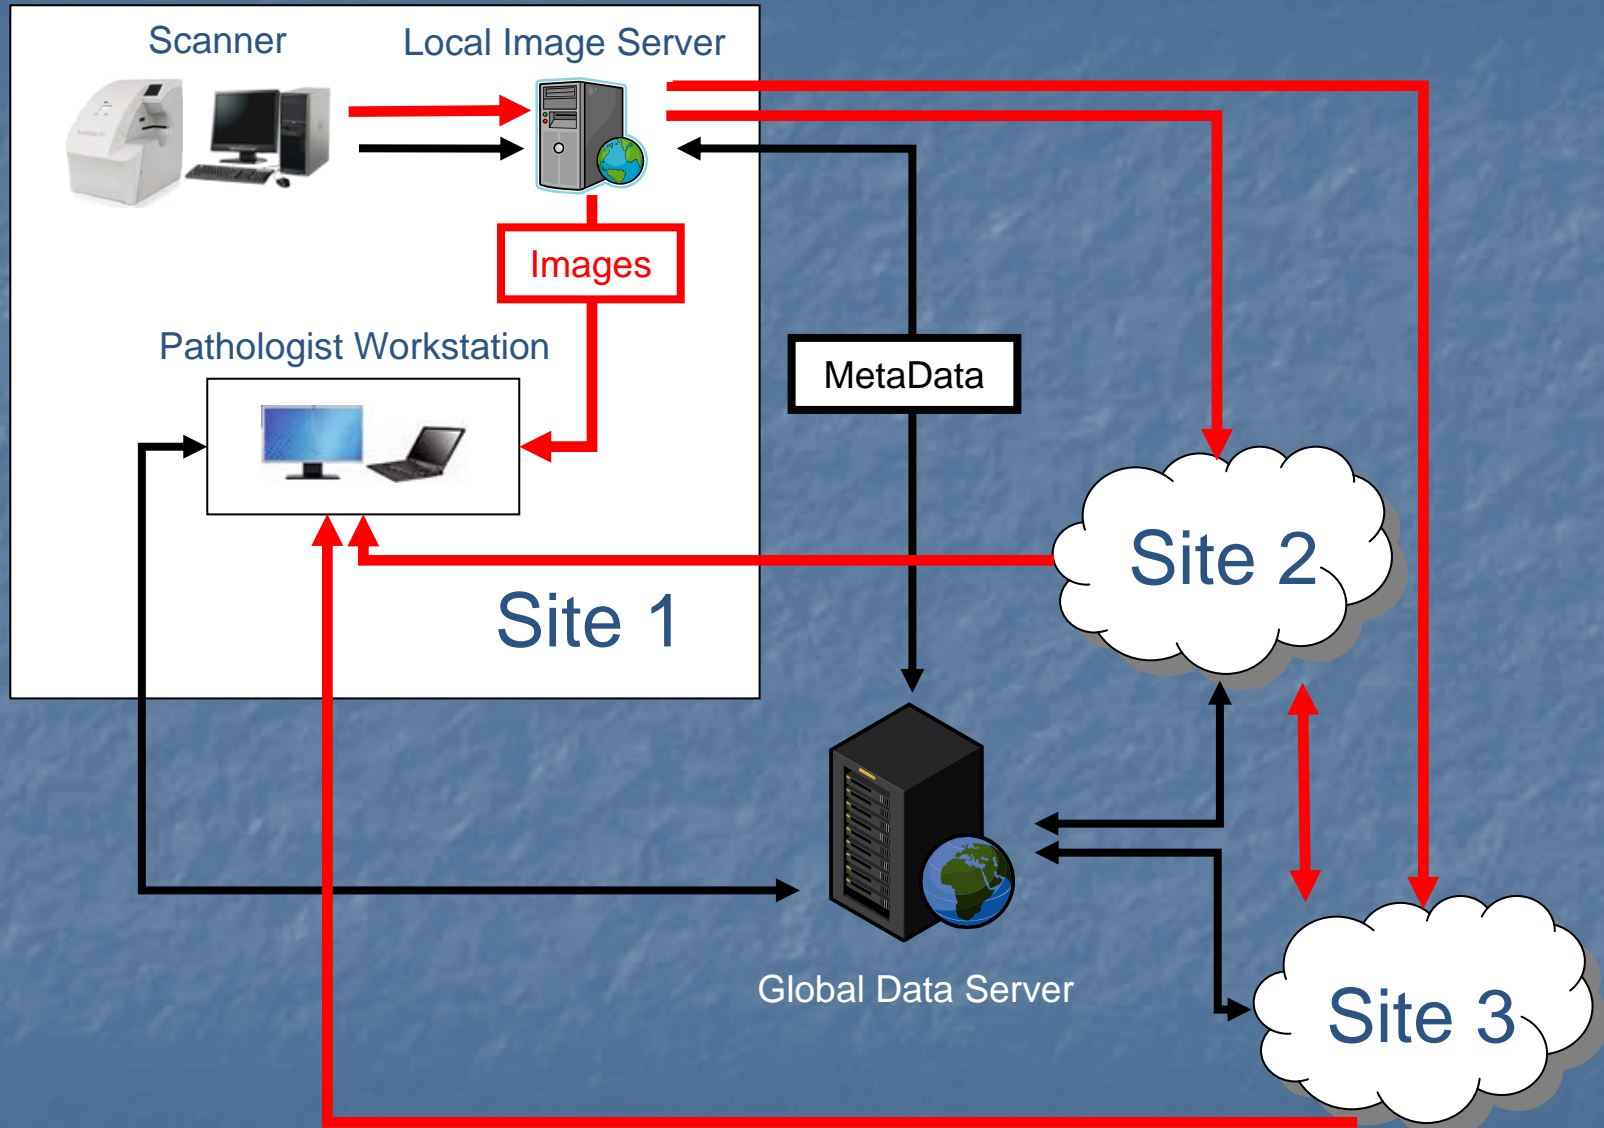 Scanner
Local Image Server
Images
Pathologist Workstation
MetaData
Site 2
Site 1
Global Data Server
Site 3